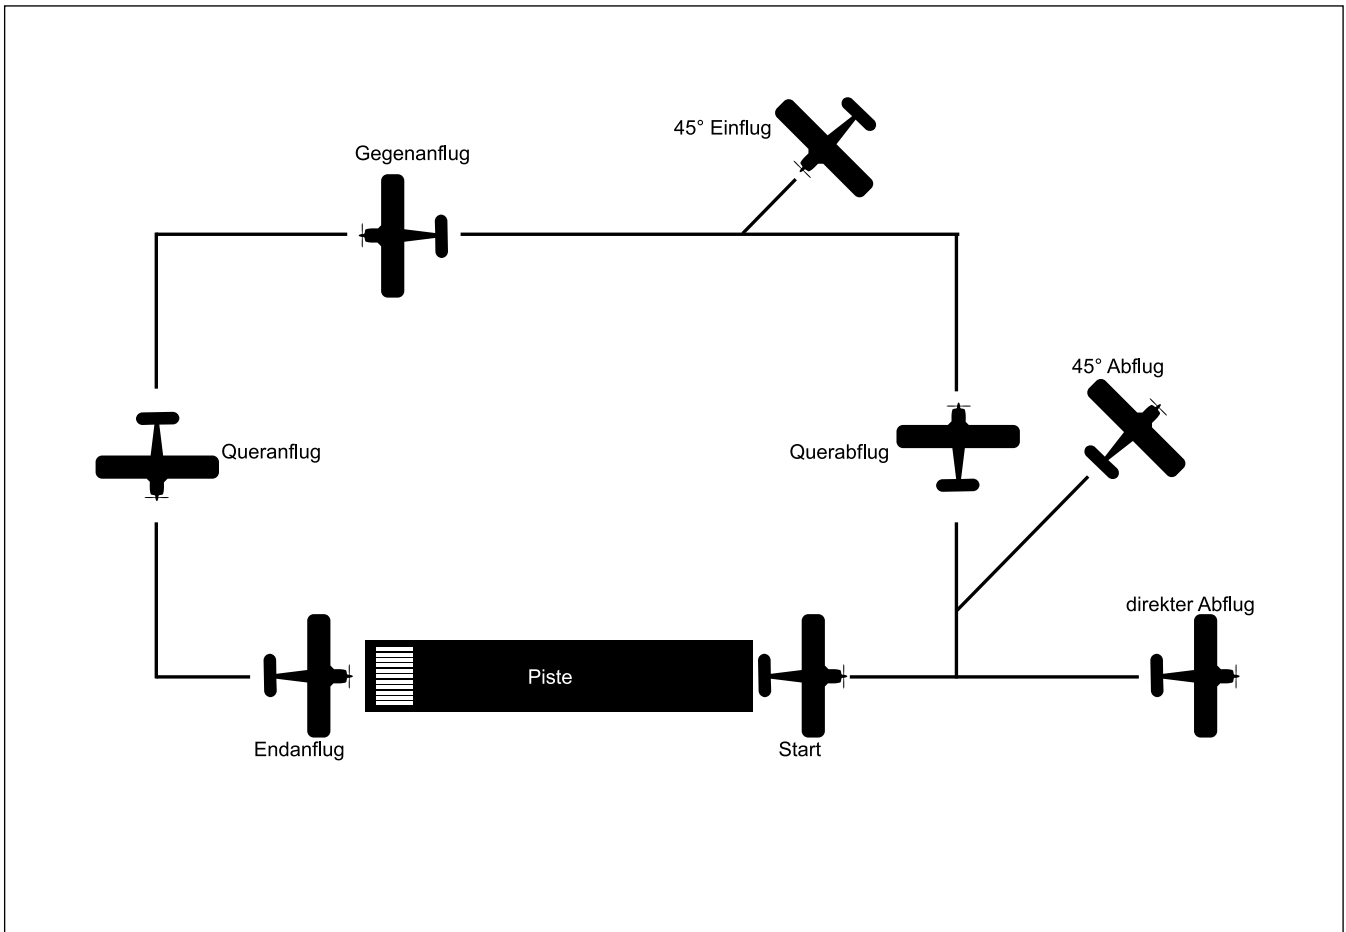 45° Einflug
Gegenanflug
45° Abflug
Queranflug
Querabflug
direkter Abflug
Piste
Endanflug
Start